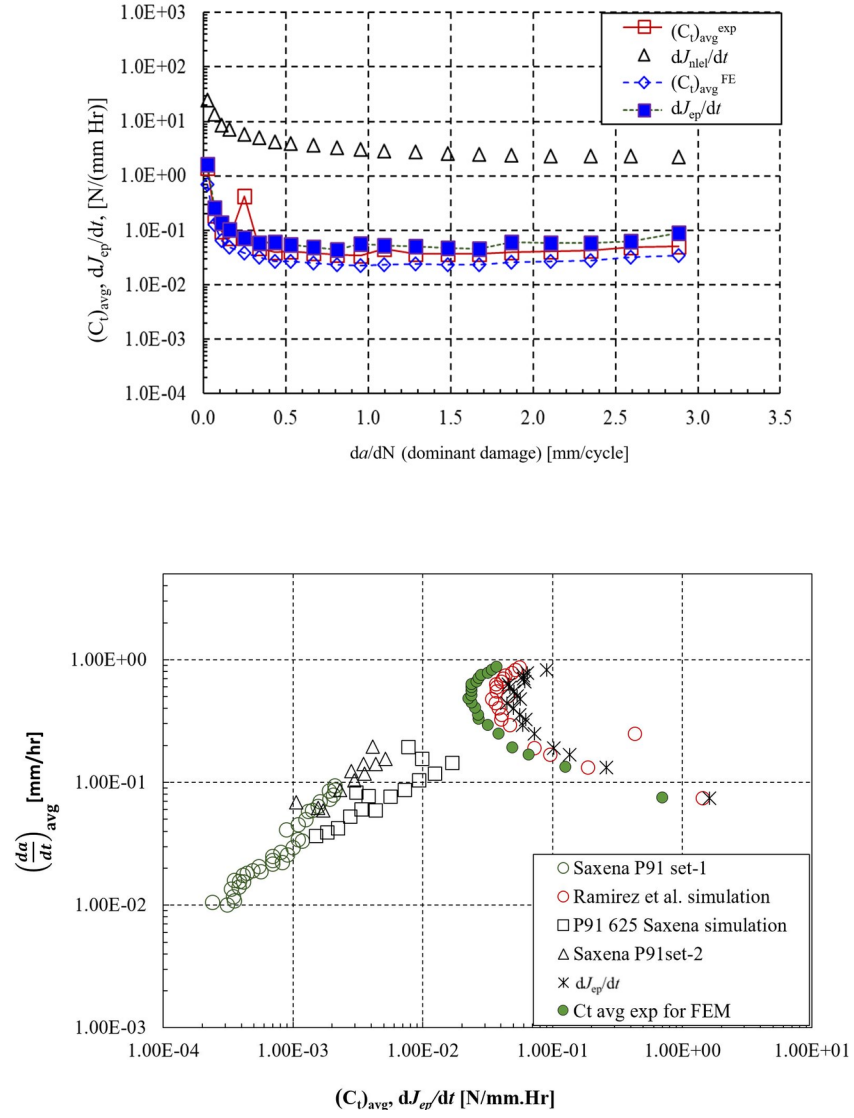 1.0E+03
1.0E+02
1.0E+01
1.0E+00
1.0E-01
1.0E-02
1.0E-03
1.0E-04
(Ct)avg, dJep/dt, [N/(mm Hr)]
(Ct)avg exp
dJnlel/dt
(Ct)avg FE
dJep/dt
0.0 0.5 1.0 1.5 2.0 2.5 3.0 3.5
da/dN (dominant damage) [mm/cycle]
1.00E+00
1.00E-01
1.00E-02
1.00E-03
(da/dt)avg [mm/hr]
Saxena P91 set-1
Ramirez et al. simulation
P91 625 Saxena simulation
Saxena P91set-2
dJep/dt
Ct avg exp for FEM
1.00E-04 1.00E-03 1.00E-02 1.00E-01 1.00E+00 1.00E+01
(Ct)avg, dJep/dt [N/mm.Hr]